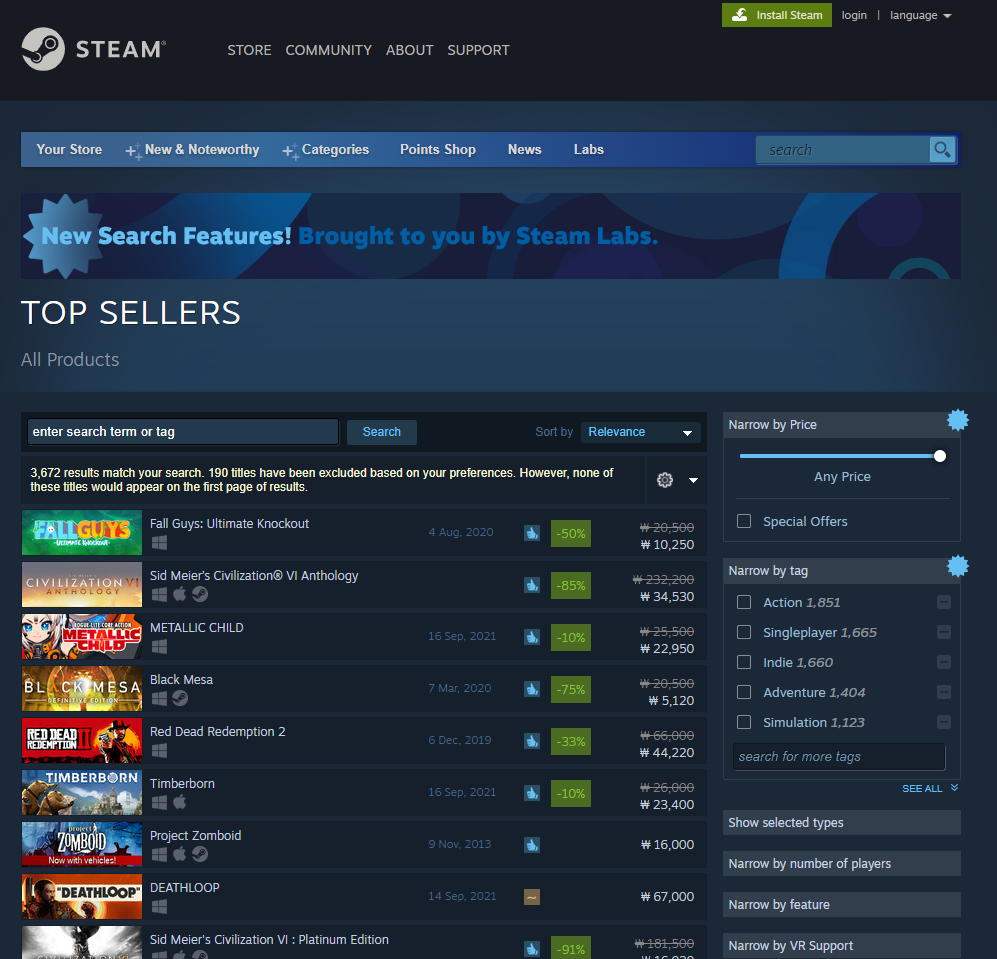 Install Steam login | language
STEAM®
STORE COMMUNITY ABOUT SUPPORT
Your Store New & Noteworthy Categories Points Shop News Labs search
New Search Features! Brought to you by Steam Labs.
TOP SELLERS
All Products
enter search term or tag Search Sort by Relevance
3,672 results match your search. 190 titles have been excluded based on your preferences. However, none of
these titles would appear on the first page of results.
FALL GUYS
ULTIMATE KNOCKOUT
Fall Guys: Ultimate Knockout 4 Aug, 2020 -50% ₩ 20,500
₩ 10,250
CIVILIZATION VI
ANTHOLOGY
Sid Meier's Civilization® VI Anthology -85% ₩ 232,200
₩ 34,530
ROGUE-LITE CORE ACTION
METALLIC
CHILD
METALLIC CHILD 16 Sep, 2021 -10% ₩ 25,500
₩ 22,950
BLACK MESA
DEFINITIVE EDITION
Black Mesa 7 Mar, 2020 -75% ₩ 20,500
₩ 5,120
RED DEAD
REDEMPTION II
Red Dead Redemption 2 6 Dec, 2019 -33% ₩ 66,000
₩ 44,220
TIMBERBORN
Timberborn 16 Sep, 2021 -10% ₩ 26,000
₩ 23,400
project
ZOMBOID
Now with vehicles!
Project Zomboid 9 Nov, 2013 ₩ 16,000
"DEATHLOOP"
DEATHLOOP 14 Sep, 2021 ₩ 67,000
Sid Meier's Civilization VI : Platinum Edition -91% ₩ 181,500
Narrow by Price
Any Price
Special Offers
Narrow by tag
Action 1,851
Singleplayer 1,665
Indie 1,660
Adventure 1,404
Simulation 1,123
search for more tags
SEE ALL
Show selected types
Narrow by number of players
Narrow by feature
Narrow by VR Support